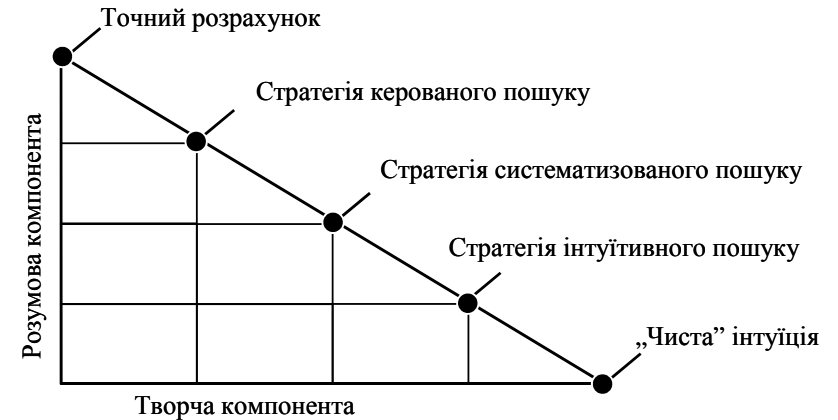 Точний розрахунок
Стратегія керованого пошуку
Стратегія систематизованого пошуку
Стратегія інтуїтивного пошуку
„Чиста” інтуїція
Розумова компонента
Творча компонента